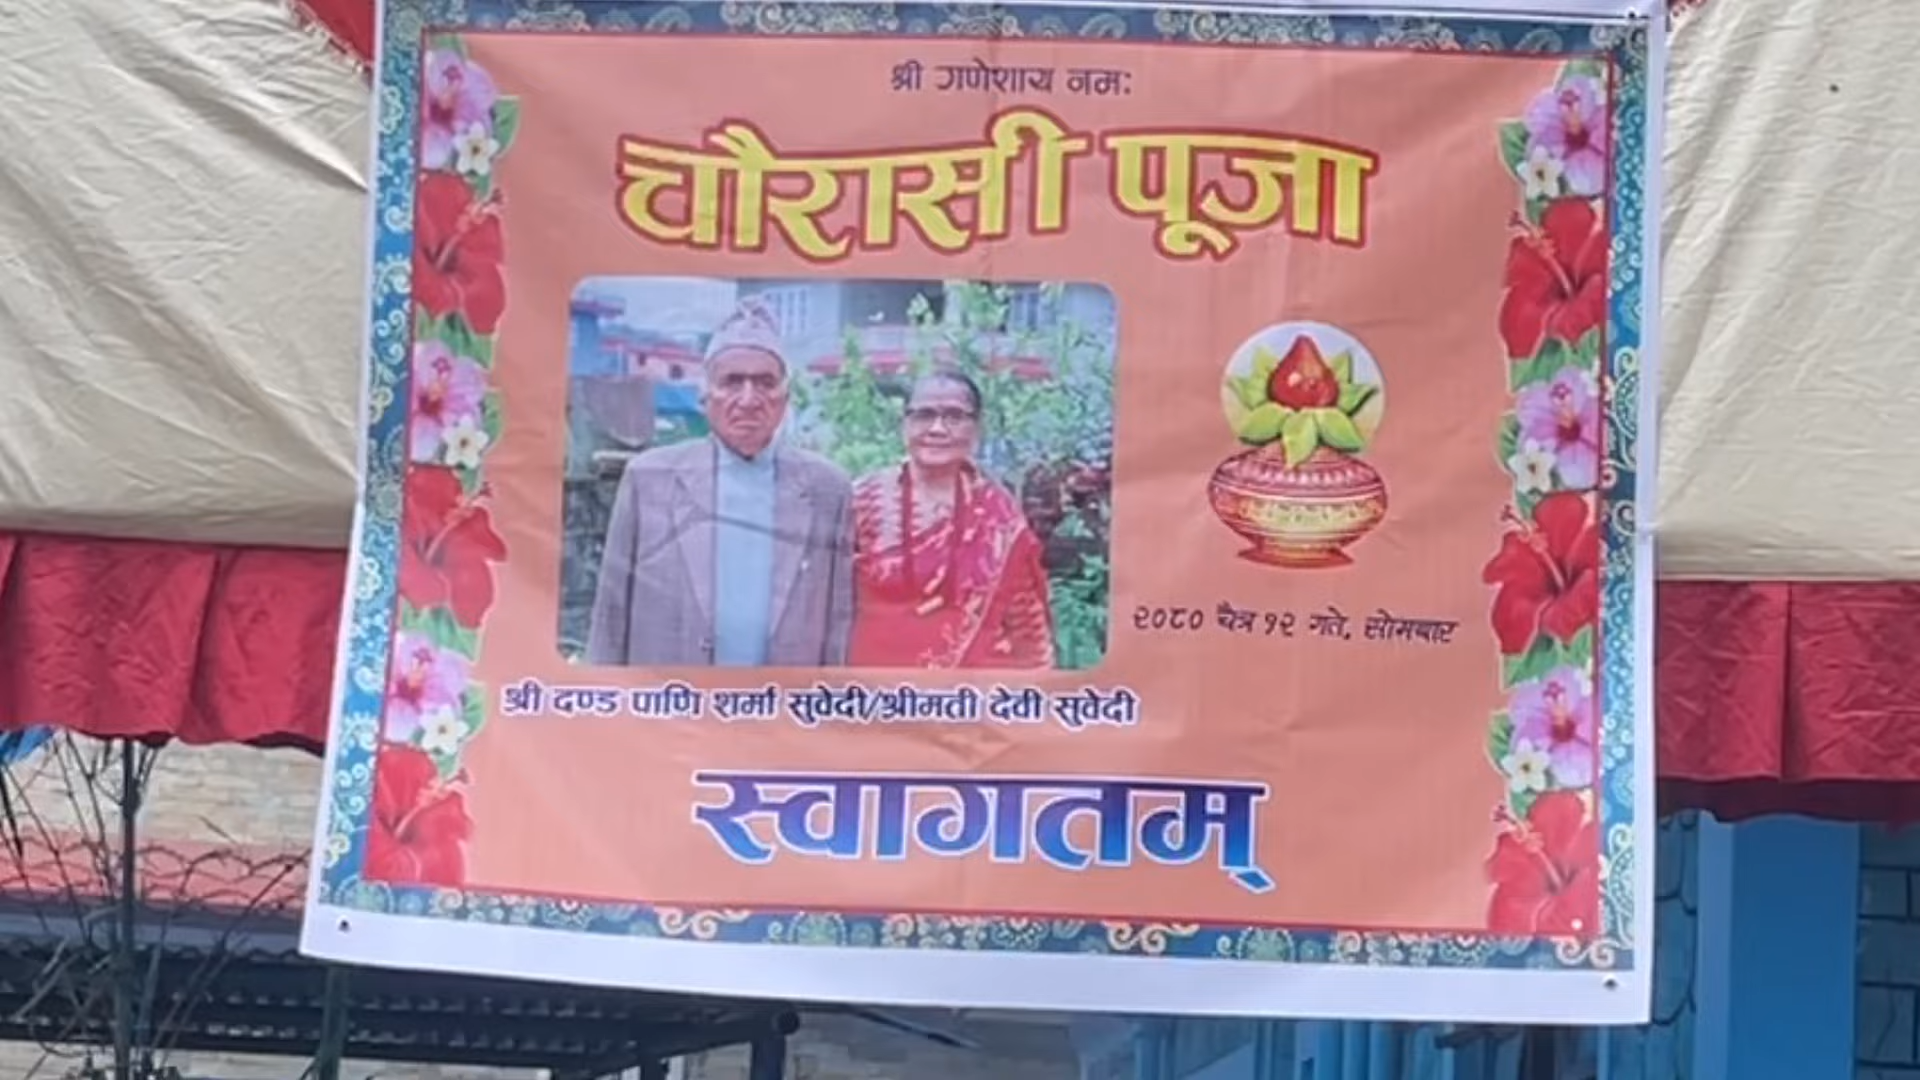 श्री गणेशाय नम:
चौरासी पूजा
२०८० चैत्र १२ गते, सोमबार
श्री दण्ड पाणि शर्मा सुवेदी/श्रीमती देवी सुवेदी
स्वागतम्